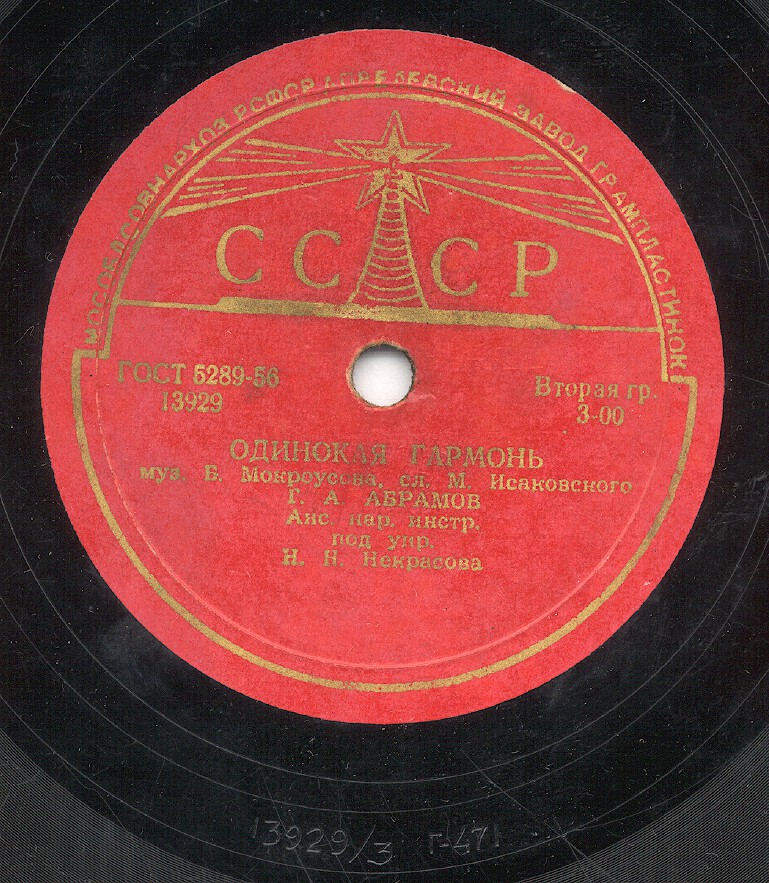 МОСОБЛСОВНАРХОЗ РСФСР АПРЕЛЕВСКИЙ ЗАВОД ГРАМПЛАСТИНОК
СССР
ГОСТ 5289-56
13929
Вторая гр.
3-00
ОДИНОКАЯ ГАРМОНЬ
муз. Б. Мокроусова, сл. М. Исаковского
Г. А. АБРАМОВ
Анс. нар. инстр.
под упр.
Н. Н. Некрасова
13929/3 Г-471